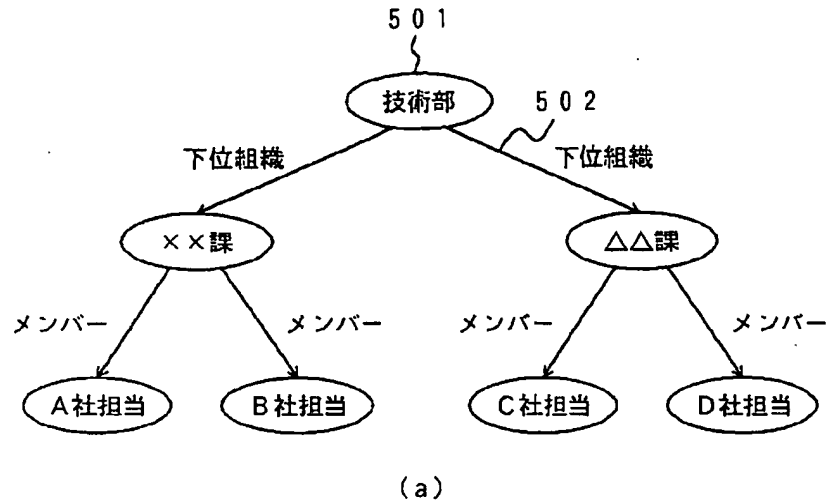 501
技術部
502
下位組織
下位組織
××課
△△課
メンバー
メンバー
メンバー
メンバー
A社担当
B社担当
C社担当
D社担当
(a)